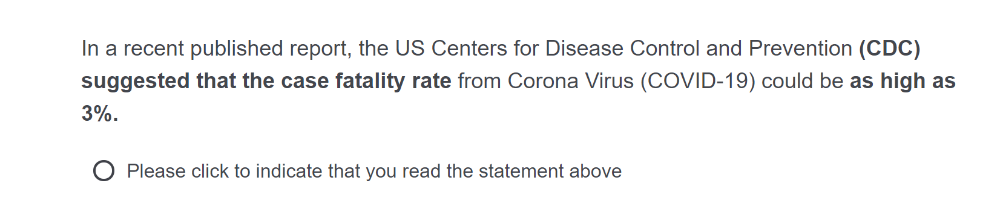 In a recent published report, the US Centers for Disease Control and Prevention (CDC)
suggested that the case fatality rate from Corona Virus (COVID-19) could be as high as
3%.
Please click to indicate that you read the statement above